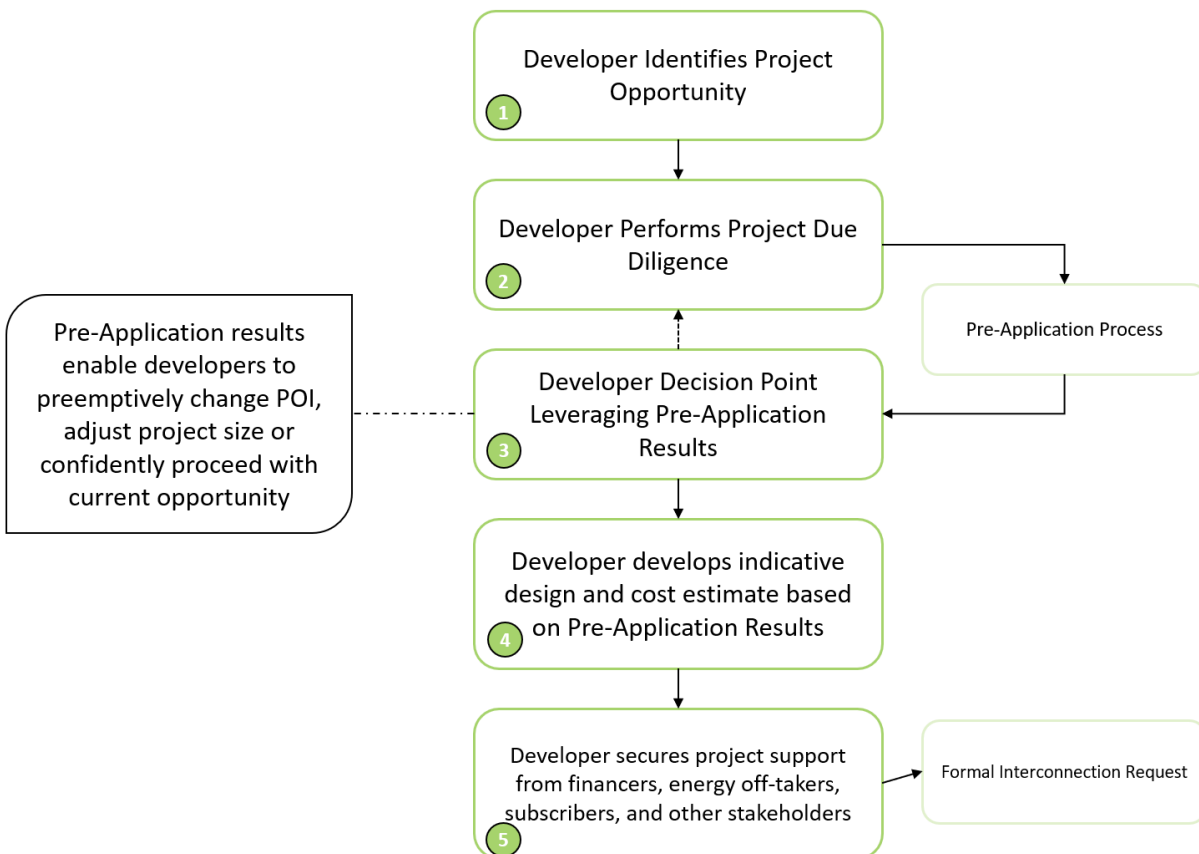 Developer Identifies Project
Opportunity
1
Developer Performs Project Due
Diligence
2
Pre-Application Process
Pre-Application results
enable developers to
preemptively change POI,
adjust project size or
confidently proceed with
current opportunity
Developer Decision Point
Leveraging Pre-Application
Results
3
Developer develops indicative
design and cost estimate based
on Pre-Application Results
4
Developer secures project support
from financers, energy off-takers,
subscribers, and other stakeholders
5
Formal Interconnection Request